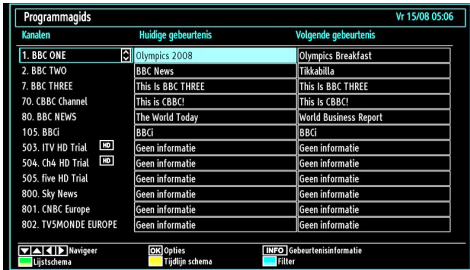 Programmagids Vr 15/08 05:06
Kanalen Huidige gebeurtenis Volgende gebeurtenis
1. BBC ONE Olympics 2008 Olympics Breakfast
2. BBC TWO BBC News Tikkabilla
7. BBC THREE This Is BBC THREE This Is BBC THREE
70. CBBC Channel This is CBBC! This Is CBBC!
80. BBC NEWS The World Today World Business Report
105. BBCi BBCi BBCi
503. ITV HD Trial HD Geen informatie Geen informatie
504. Ch4 HD Trial HD Geen informatie Geen informatie
505. five HD Trial Geen informatie Geen informatie
800. Sky News Geen informatie Geen informatie
801. CNBC Europe Geen informatie Geen informatie
802. TV5MONDE EUROPE Geen informatie Geen informatie
Navigeer OK Opties INFO Gebeurtenisinformatie
Lijstschema Tijdlijn schema Filter